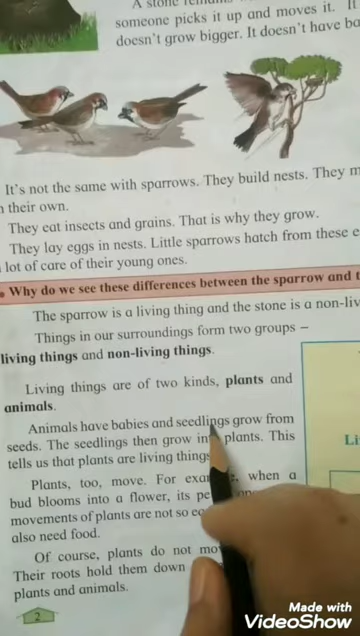 A stone
someone picks it up and moves it. It
doesn't grow bigger. It doesn't have
It's not the same with sparrows. They build nests. They
their own.
They eat insects and grains. That is why they grow.
They lay eggs in nests. Little sparrows hatch from these
lot of care of their young ones.
Why do we see these differences between the sparrow and
The sparrow is a living thing and the stone is a
Things in our surroundings form two groups –
living things and non-living things.
Living things are of two kinds, plants and
animals.
Animals have babies and seedlings grow from
seeds. The seedlings then grow plants. This
tells us that plants are living things
Plants, too, move. For when a
bud blooms into a flower, its
movements of plants are not so
also need food.
Of course, plants do not
Their roots hold them down
plants and animals.
Li
2
Made with
VideoShow